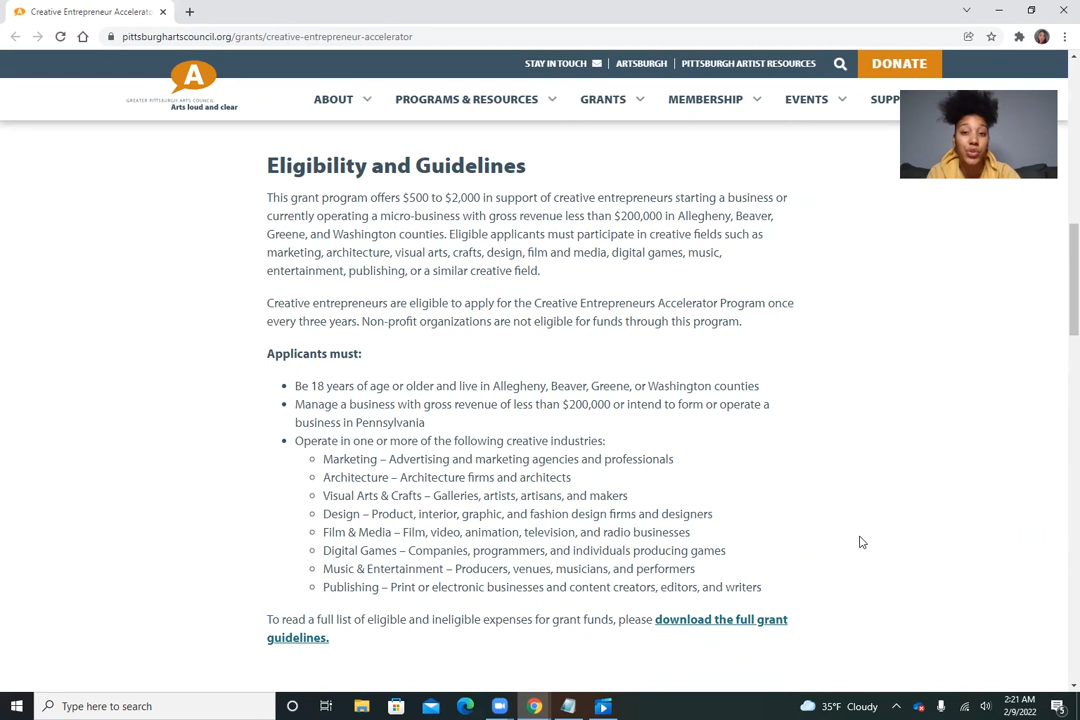 Creative Entrepreneur Accelerato
pittsburghartscouncil.org/grants/creative-entrepreneur-accelerator
STAY IN TOUCH | ARTSBURGH | PITTSBURGH ARTIST RESOURCES
DONATE
A
GREATER PITTSBURGH ARTS COUNCIL
Arts loud and clear
ABOUT PROGRAMS & RESOURCES GRANTS MEMBERSHIP EVENTS SUPP
Eligibility and Guidelines
This grant program offers $500 to $2,000 in support of creative entrepreneurs starting a business or
currently operating a micro-business with gross revenue less than $200,000 in Allegheny, Beaver,
Greene, and Washington counties. Eligible applicants must participate in creative fields such as
marketing, architecture, visual arts, crafts, design, film and media, digital games, music,
entertainment, publishing, or a similar creative field.
Creative entrepreneurs are eligible to apply for the Creative Entrepreneurs Accelerator Program once
every three years. Non-profit organizations are not eligible for funds through this program.
Applicants must:
• Be 18 years of age or older and live in Allegheny, Beaver, Greene, or Washington counties
• Manage a business with gross revenue of less than $200,000 or intend to form or operate a
business in Pennsylvania
• Operate in one or more of the following creative industries:
○ Marketing – Advertising and marketing agencies and professionals
○ Architecture – Architecture firms and architects
○ Visual Arts & Crafts – Galleries, artists, artisans, and makers
○ Design – Product, interior, graphic, and fashion design firms and designers
○ Film & Media – Film, video, animation, television, and radio businesses
○ Digital Games – Companies, programmers, and individuals producing games
○ Music & Entertainment – Producers, venues, musicians, and performers
○ Publishing – Print or electronic businesses and content creators, editors, and writers
To read a full list of eligible and ineligible expenses for grant funds, please download the full grant
guidelines.
Type here to search
35°F Cloudy
2:21 AM
2/9/2022
5